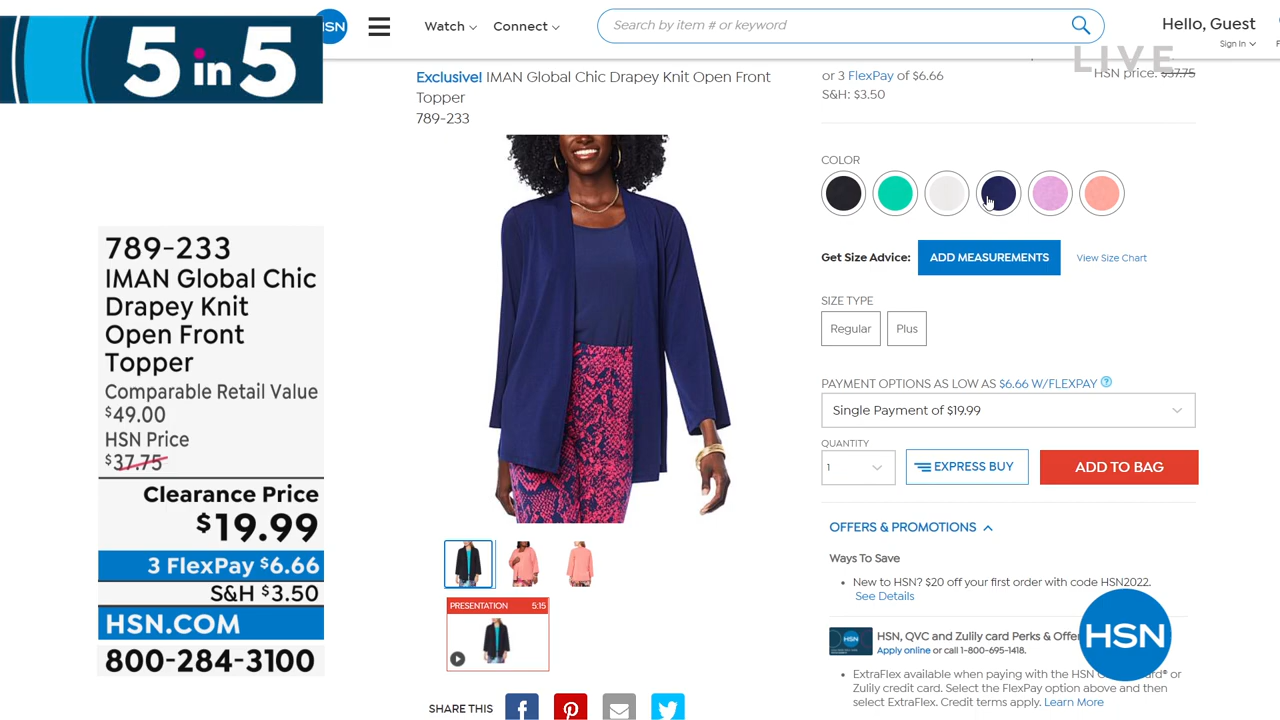 5 in 5
HSN
Watch
Connect
Search by item # or keyword
Hello, Guest
Sign In
LIVE
Exclusive! IMAN Global Chic Drapey Knit Open Front
Topper
789-233
or 3 FlexPay of $6.66
HSN price: $37.75
S&H: $3.50
COLOR
Get Size Advice:
ADD MEASUREMENTS
View Size Chart
SIZE TYPE
Regular
Plus
PAYMENT OPTIONS AS LOW AS $6.66 W/FLEXPAY ?
Single Payment of $19.99
QUANTITY
1
EXPRESS BUY
ADD TO BAG
OFFERS & PROMOTIONS
Ways To Save
• New to HSN? $20 off your first order with code HSN2022.
See Details
HSN
HSN, QVC and Zulily card Perks & Offe
Apply online or call 1-800-695-1418.
HSN
• ExtraFlex available when paying with the HSN
Zulily credit card. Select the FlexPay option above and then
select ExtraFlex. Credit terms apply. Learn More
789-233
IMAN Global Chic
Drapey Knit
Open Front
Topper
Comparable Retail Value
$49.00
HSN Price
$37.75
Clearance Price
$19.99
3 FlexPay $6.66
S&H $3.50
HSN.COM
800-284-3100
PRESENTATION 5:15
SHARE THIS